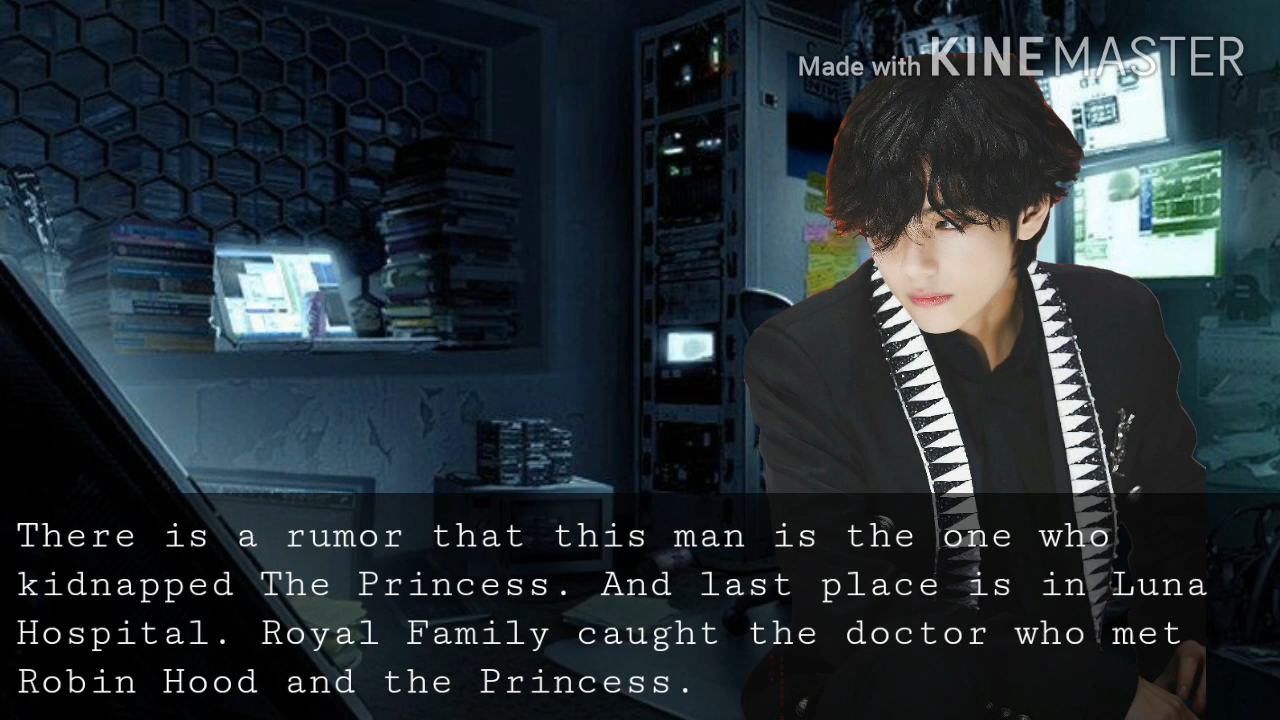 Made with KINEMASTER
There is a rumor that this man is the one who
kidnapped The Princess. And last place is in Luna
Hospital. Royal Family caught the doctor who met
Robin Hood and the Princess.